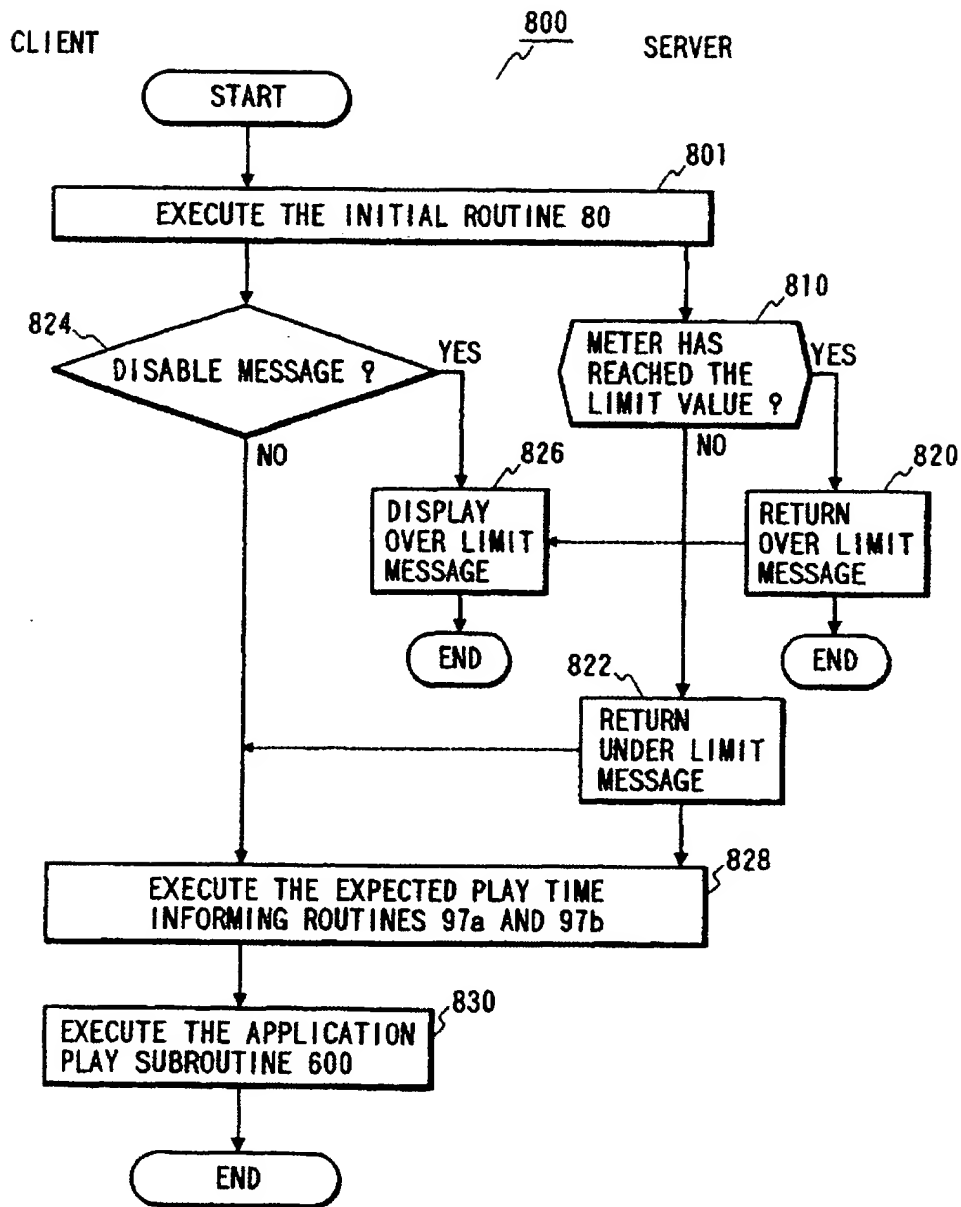 CLIENT
800
SERVER
START
801
EXECUTE THE INITIAL ROUTINE 80
810
824
DISABLE MESSAGE ?
YES
METER HAS
REACHED THE
LIMIT VALUE ?
YES
NO
NO
826
820
DISPLAY
OVER LIMIT
MESSAGE
RETURN
OVER LIMIT
MESSAGE
END
END
822
RETURN
UNDER LIMIT
MESSAGE
828
EXECUTE THE EXPECTED PLAY TIME
INFORMING ROUTINES 97a AND 97b
830
EXECUTE THE APPLICATION
PLAY SUBROUTINE 600
END